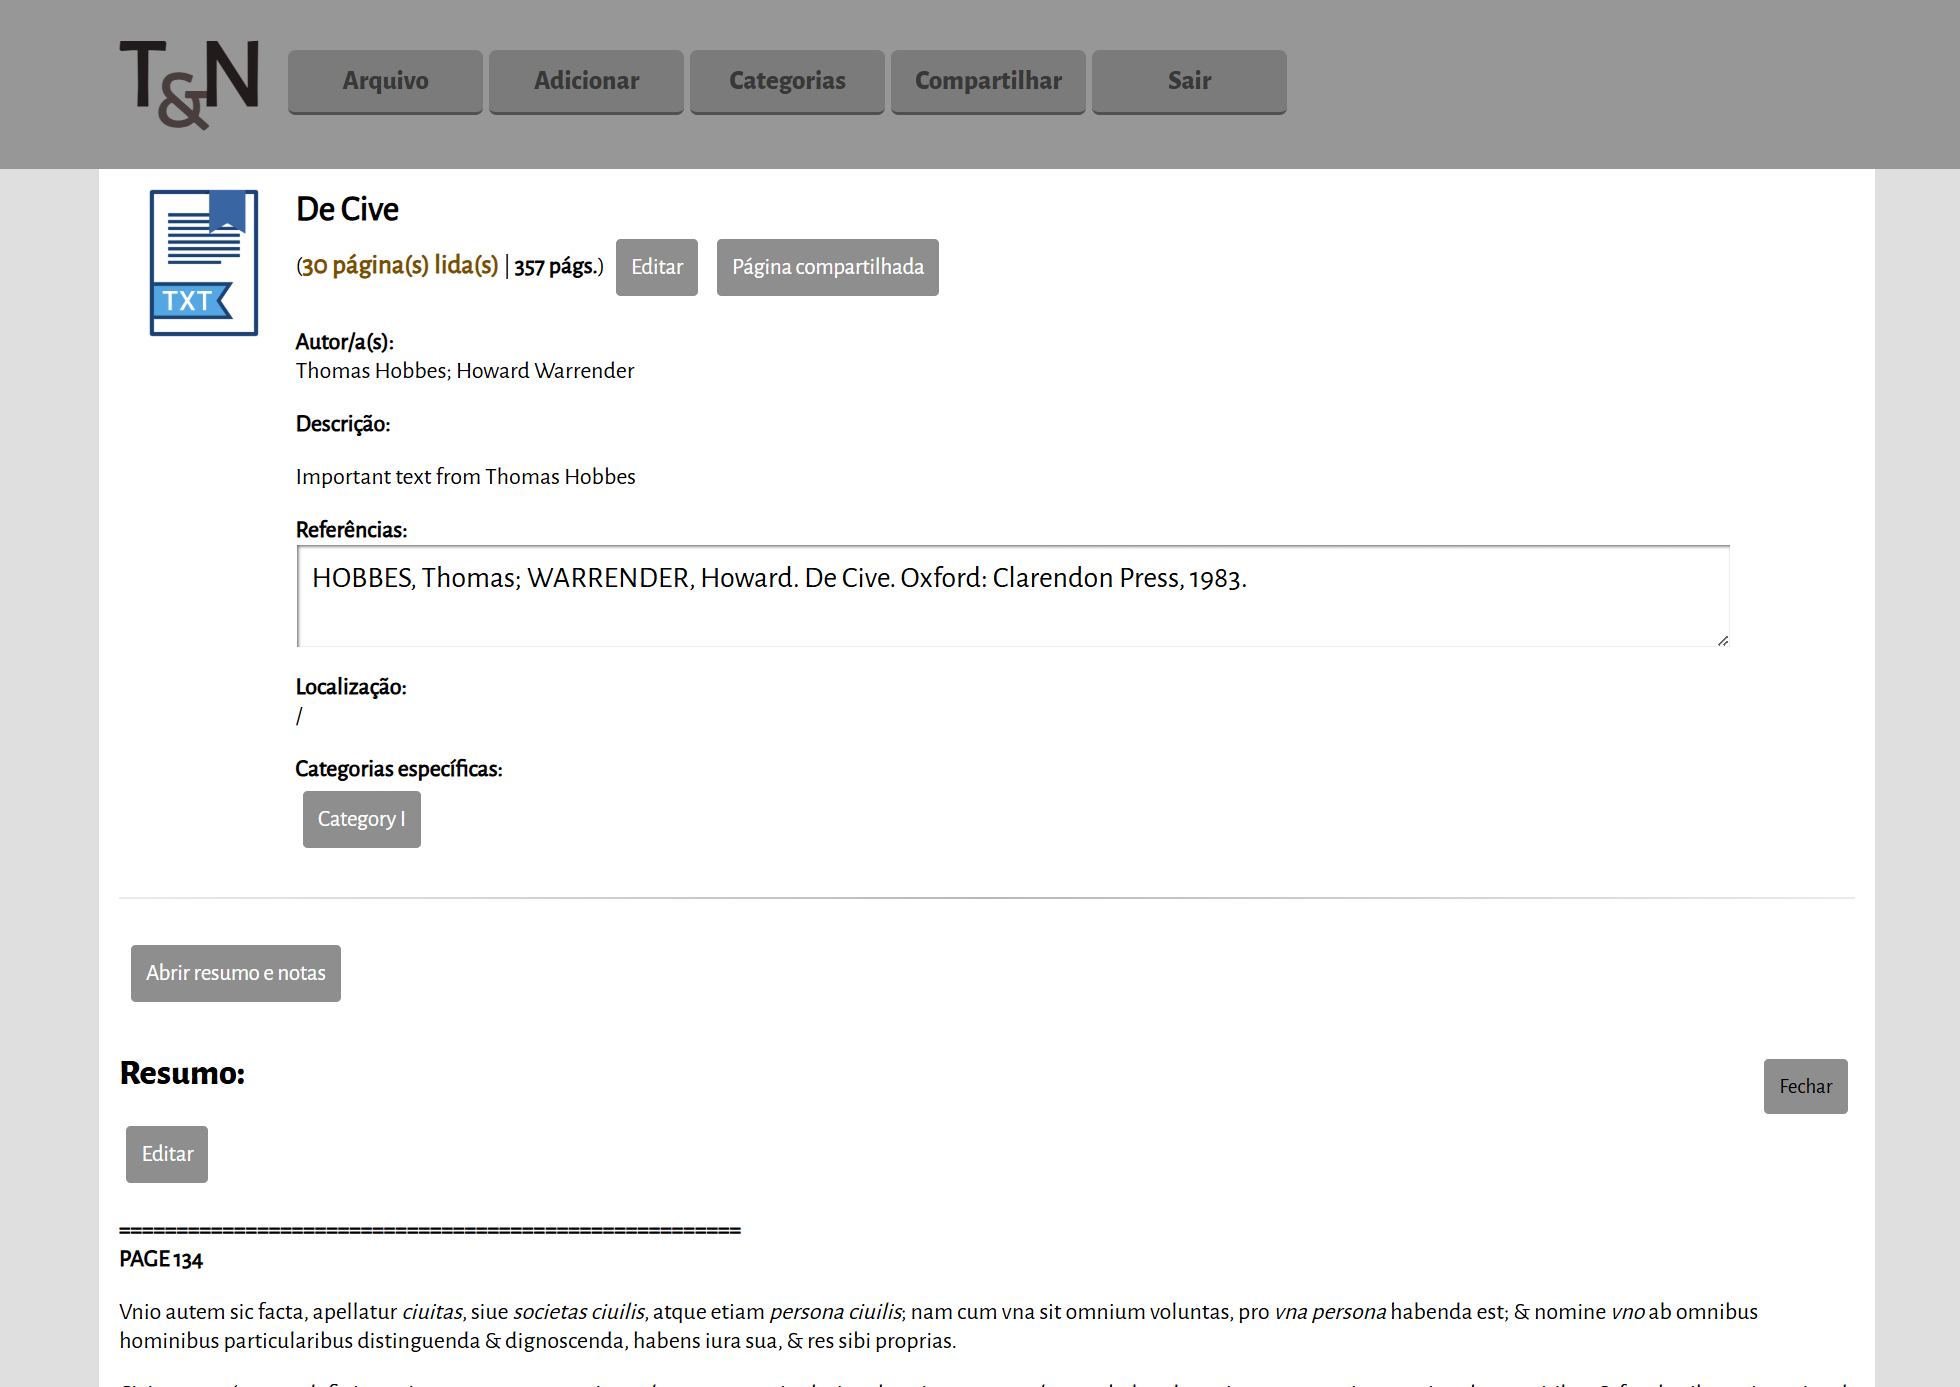 T&N
Arquivo
Adicionar
Categorias
Compartilhar
Sair
TXT
De Cive
(30 página(s) lida(s) | 357 págs.)
Editar
Página compartilhada
Autor/a(s):
Thomas Hobbes; Howard Warrender
Descrição:
Important text from Thomas Hobbes
Referências:
HOBBES, Thomas; WARRENDER, Howard. De Cive. Oxford: Clarendon Press, 1983.
Localização:
/
Categorias específicas:
Category I
Abrir resumo e notas
Resumo:
Fechar
Editar
======================================================
PAGE 134
Vnio autem sic facta, apellatur ciuitas, siue societas ciuilis, atque etiam persona ciuilis; nam cum vna sit omnium voluntas, pro vna persona habenda est; & nomine vno ab omnibus
hominibus particularibus distinguenda & dignoscenda, habens iura sua, & res sibi proprias.